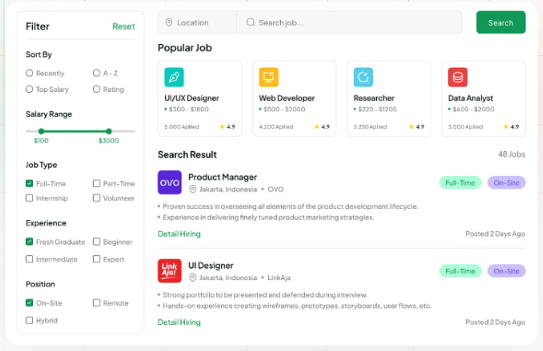 Filter Reset
Sort By
Recently A - Z
Top Salary Rating
Salary Range
$100 $3000
Job Type
Full-Time Part-Time
Internship Volunteer
Experience
Fresh Graduate Beginner
Intermediate Expert
Position
On-Site Remote
Hybrid
Location Search job... Search
Popular Job
UI/UX Designer
• $300 - $1800
5.000 Aplied 4.9
Web Developer
• $500 - $2000
4.200 Aplied 4.9
Researcher
• $220 - $1200
3.250 Aplied 4.9
Data Analyst
• $600 - $2000
3.000 Aplied 4.9
Search Result 48 Jobs
OVO
Product Manager
Jakarta, Indonesia • OVO
Full-Time On-Site
• Proven success in overseeing all elements of the product development lifecycle.
• Experience in delivering finely tuned product marketing strategies.
Detail Hiring Posted 2 Days Ago
Link
Aja!
UI Designer
Jakarta, Indonesia • LinkAja
Full-Time On-Site
• Strong portfolio to be presented and defended during interview.
• Hands-on experience creating wireframes, prototypes, storyboards, user flows, etc.
Detail Hiring Posted 2 Days Ago